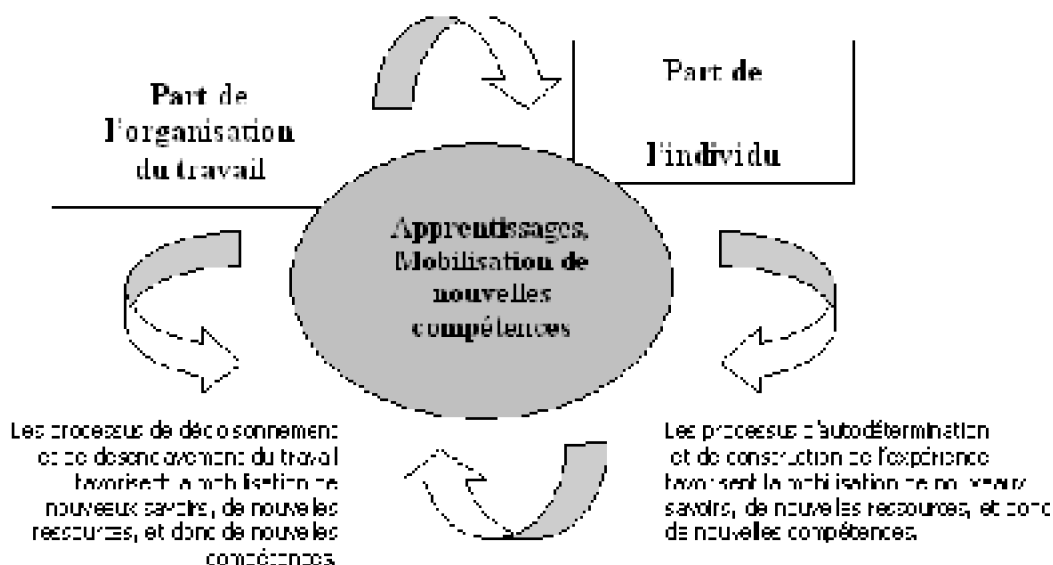 Part de
l'organisation
du travail
Part de
l'individu
Apprentissages,
Mobilisation de
nouvelles
compétences
Les processus de décloisonnement
et de désenclavement du travail
favorisent la mobilisation de
nouveaux savoirs, de nouvelles
ressources, et donc de nouvelles
compétences.
Les processus d'autodétermination
et de construction de l'expérience
favorisent la mobilisation de nouveaux
savoirs, de nouvelles ressources, et donc
de nouvelles compétences.